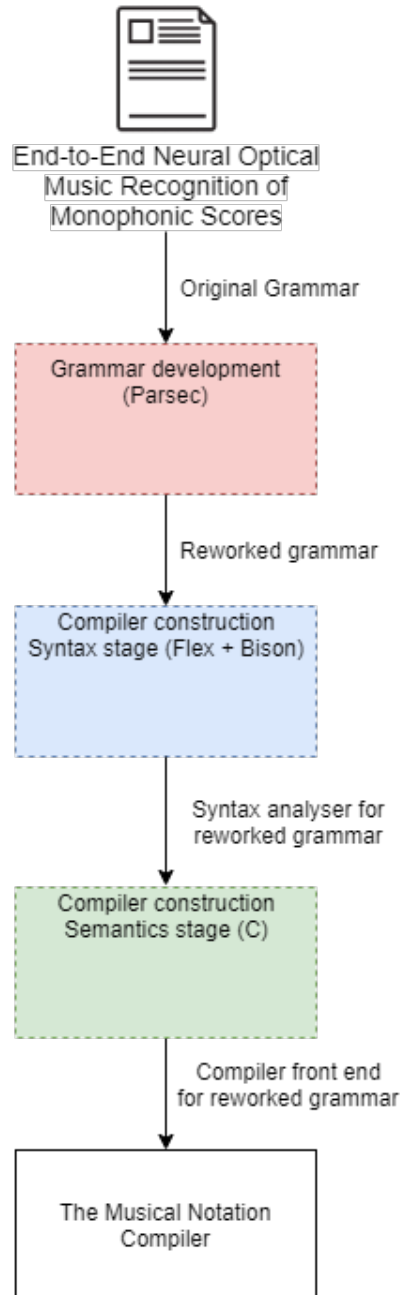 End-to-End Neural Optical
Music Recognition of
Monophonic Scores
Original Grammar
Grammar development
(Parsec)
Reworked grammar
Compiler construction
Syntax stage (Flex + Bison)
Syntax analyser for
reworked grammar
Compiler construction
Semantics stage (C)
Compiler front end
for reworked grammar
The Musical Notation
Compiler